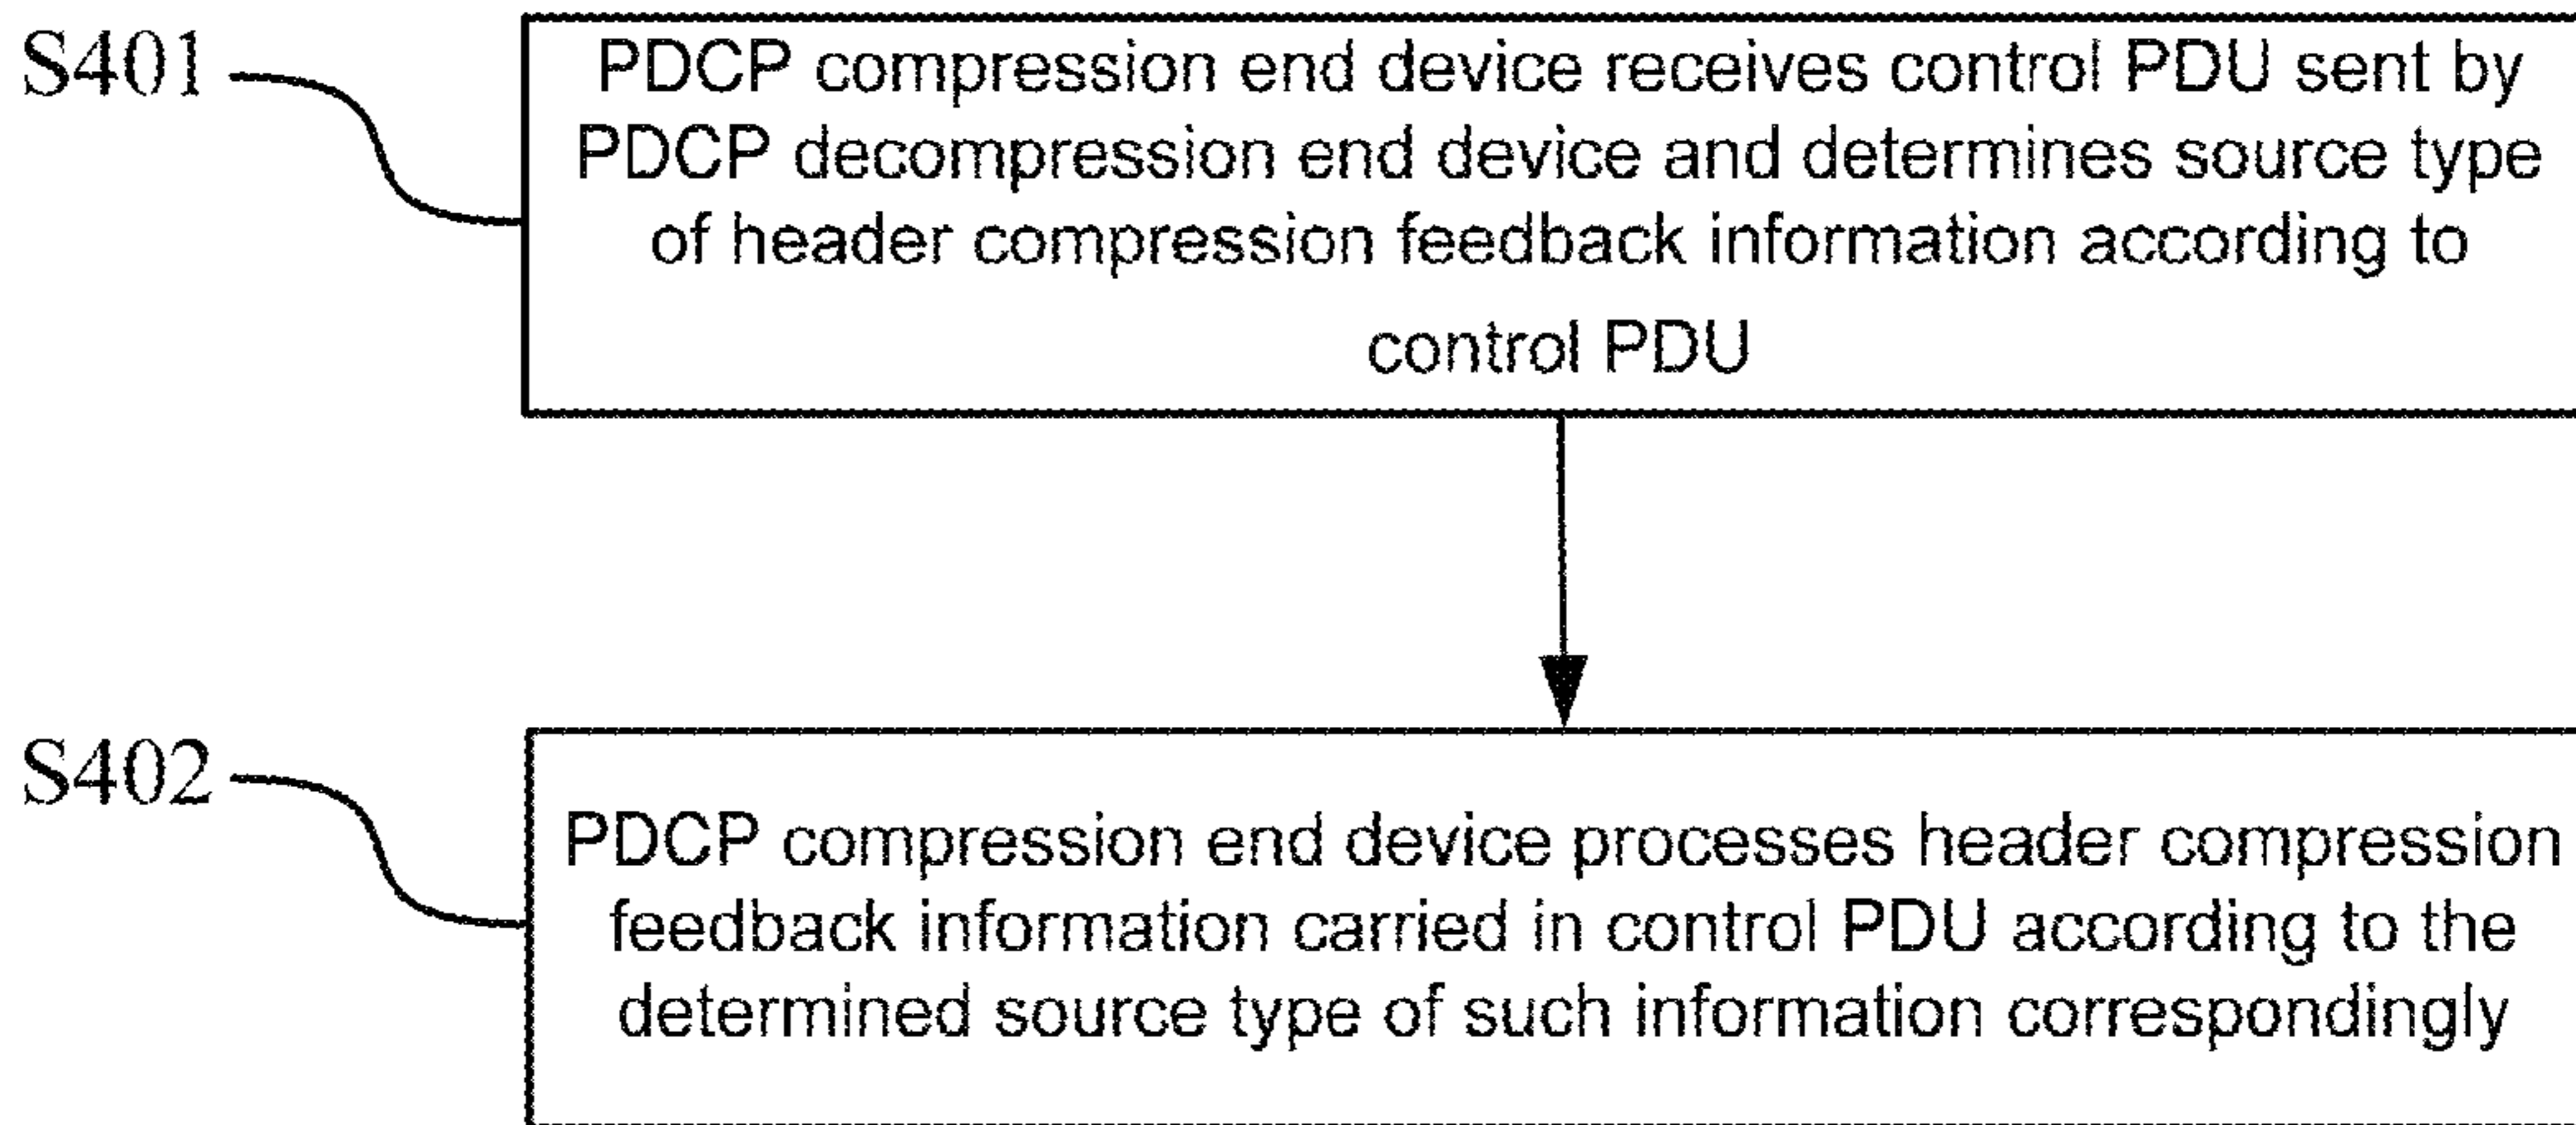 S401
PDCP compression end device receives control PDU sent by
PDCP decompression end device and determines source type
of header compression feedback information according to
control PDU
S402
PDCP compression end device processes header compression
feedback information carried in control PDU according to the
determined source type of such information correspondingly